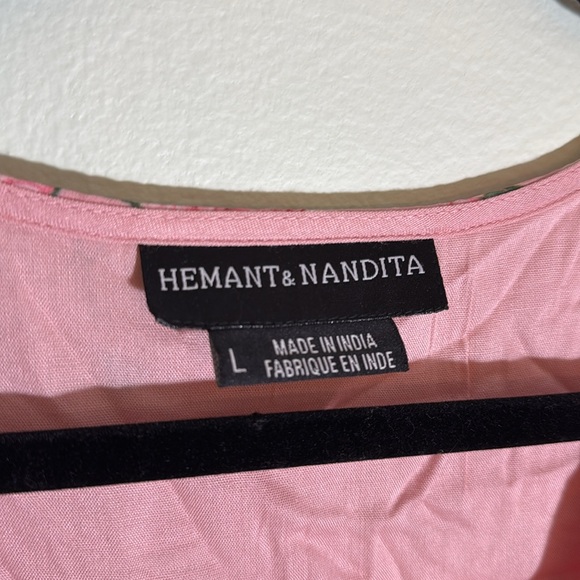 HEMANT & NANDITA
L
MADE IN INDIA
FABRIQUE EN INDE